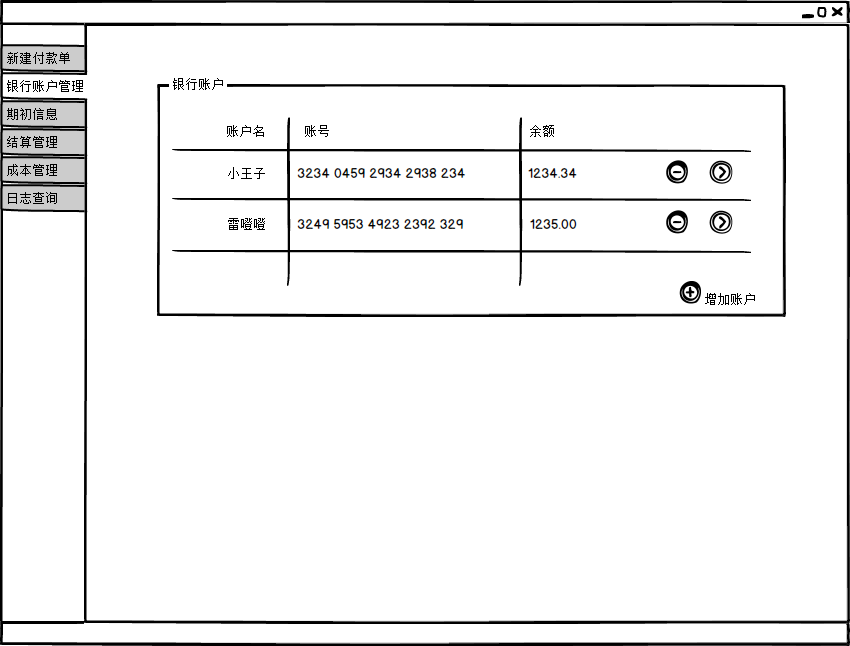 新建付款单
银行账户管理
期初信息
结算管理
成本管理
日志查询
银行账户
账户名 账号 余额
小王子 3234 0459 2934 2938 234 1234.34
雷噔噔 3249 5953 4923 2392 329 1235.00
增加账户